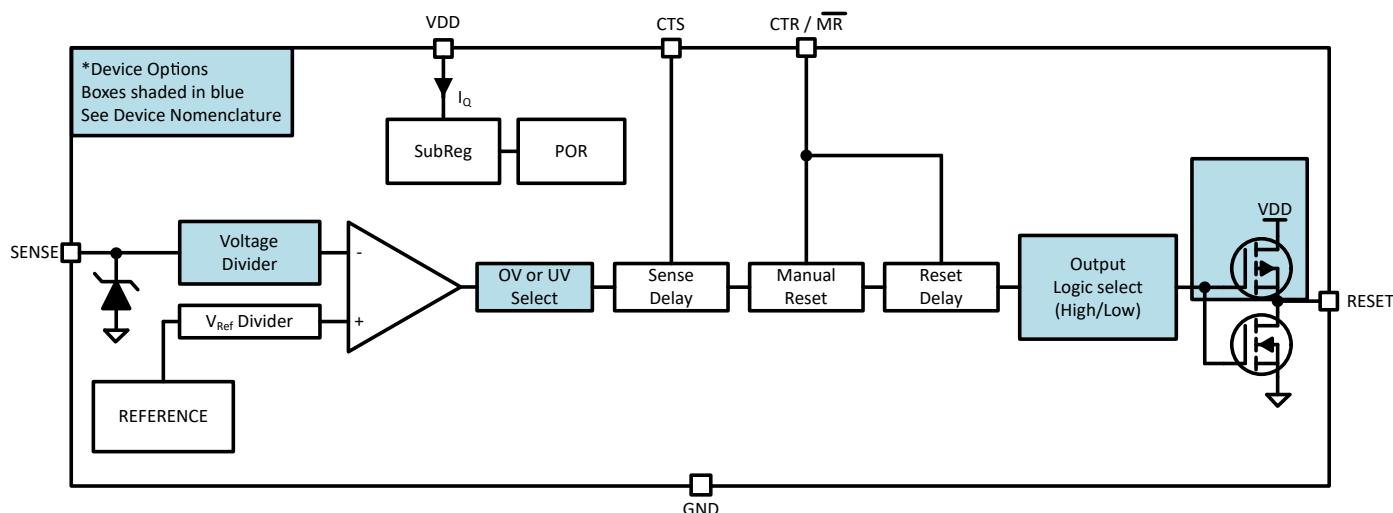 VDD
CTS
CTR / M̅R̅
*Device Options
Boxes shaded in blue
See Device Nomenclature
IQ
SubReg
POR
VDD
SENSE
Voltage
Divider
-
OV or UV
Select
Sense
Delay
Manual
Reset
Reset
Delay
Output
Logic select
(High/Low)
RESET
VRef Divider
+
REFERENCE
GND